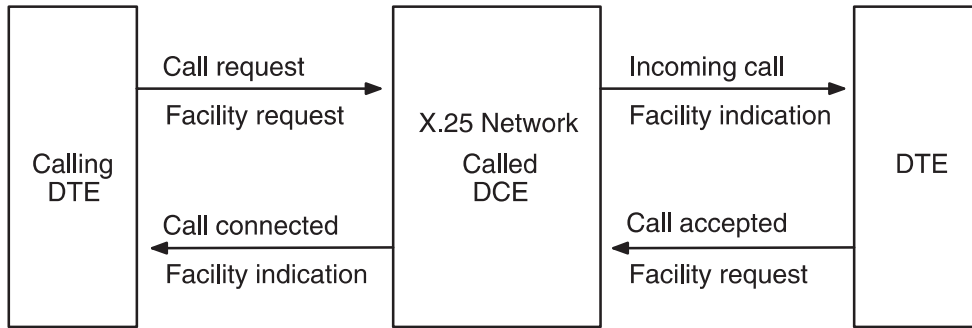 Call request
Facility request
Incoming call
Facility indication
Calling
DTE
X.25 Network
Called
DCE
DTE
Call connected
Facility indication
Call accepted
Facility request